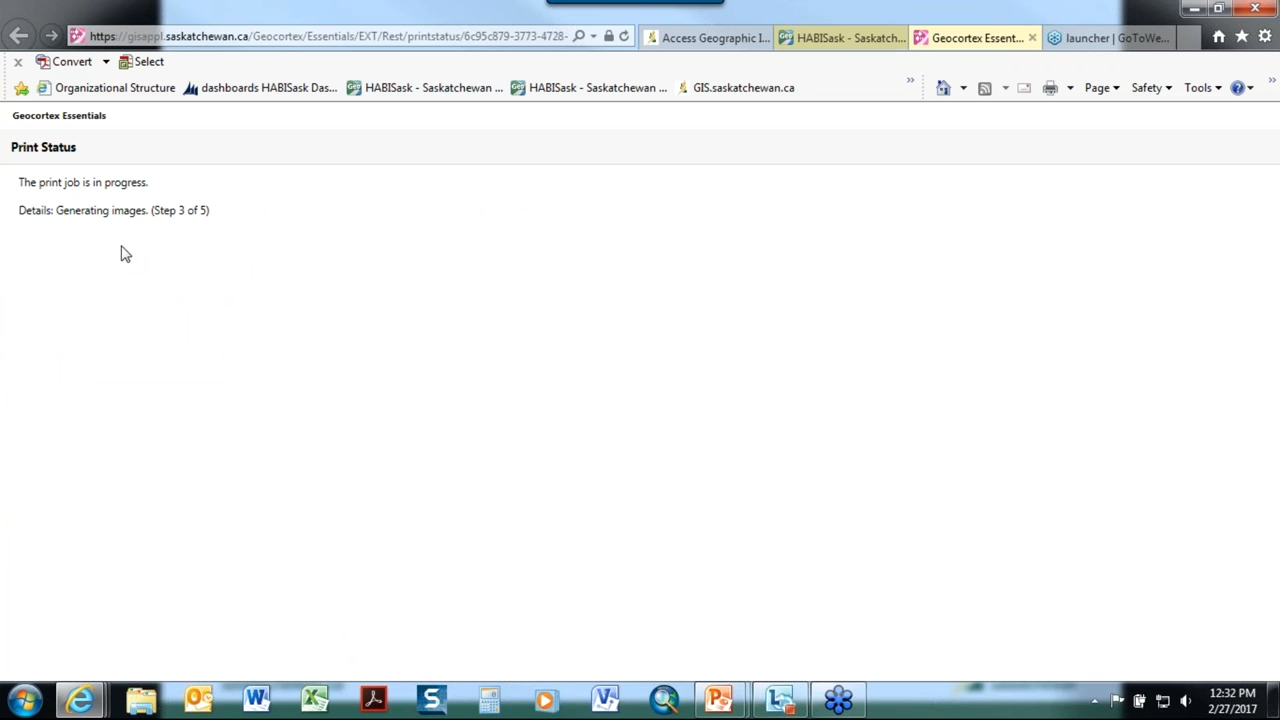 https://gisappl.saskatchewan.ca/Geocortex/Essentials/EXT/Rest/printstatus/6c95c879-3773-4728-
Access Geographic I...
HABISask - Saskatch...
Geocortex Essent...
launcher | GoToWe...
Convert
Select
Organizational Structure
dashboards HABISask Das...
HABISask - Saskatchewan ...
HABISask - Saskatchewan ...
GIS.saskatchewan.ca
Page
Safety
Tools
Geocortex Essentials
Print Status
The print job is in progress.
Details: Generating images. (Step 3 of 5)
12:32 PM
2/27/2017